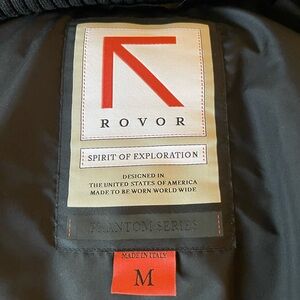 ROVOR
SPIRIT OF EXPLORATION
DESIGNED IN
THE UNITED STATES OF AMERICA
MADE TO BE WORN WORLD WIDE
PHANTOM SERIES
MADE IN ITALY
M